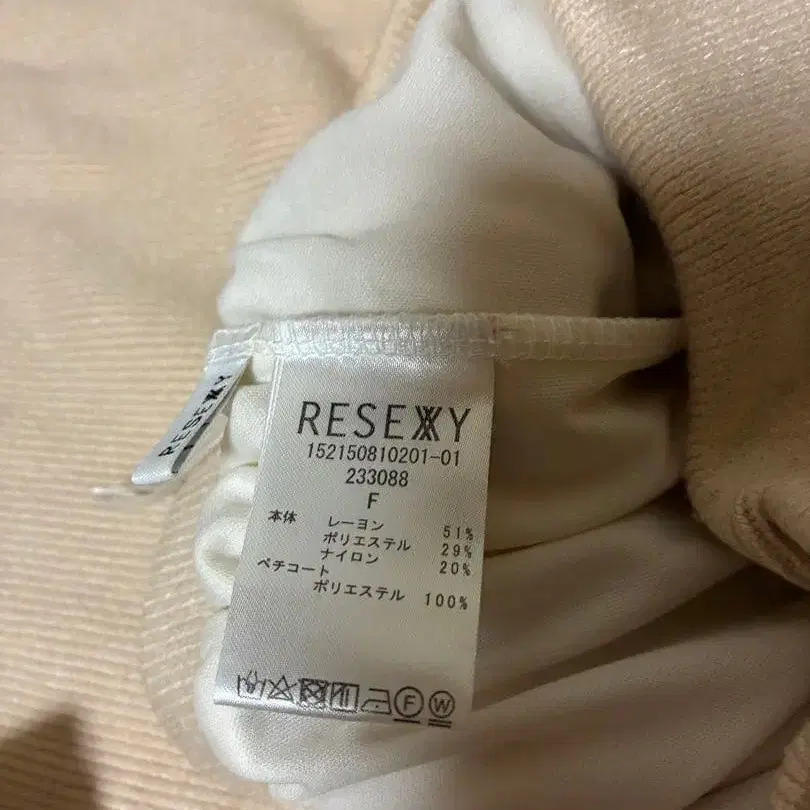 RESEXXY
RESEXXY
152150810201-01
233088
F
本体 レーヨン 51%
ポリエステル 29%
ナイロン 20%
ペチコート
ポリエステル 100%
F W